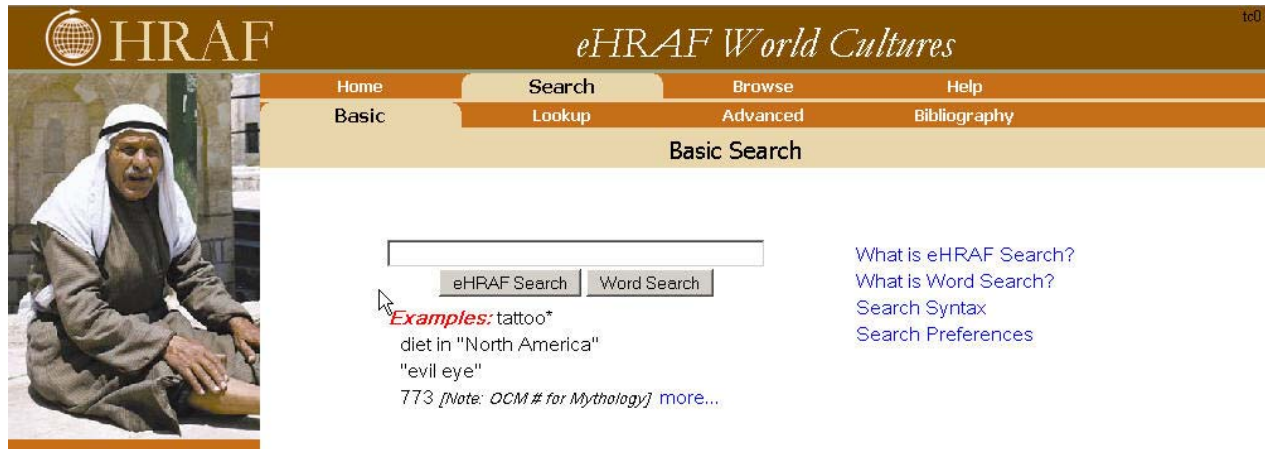 tc0
HRAF eHRAF World Cultures
Home Search Browse Help
Basic Lookup Advanced Bibliography
Basic Search
What is eHRAF Search?
eHRAF Search Word Search What is Word Search?
Examples: tattoo* Search Syntax
diet in "North America" Search Preferences
"evil eye"
773 [Note: OCM # for Mythology] more...